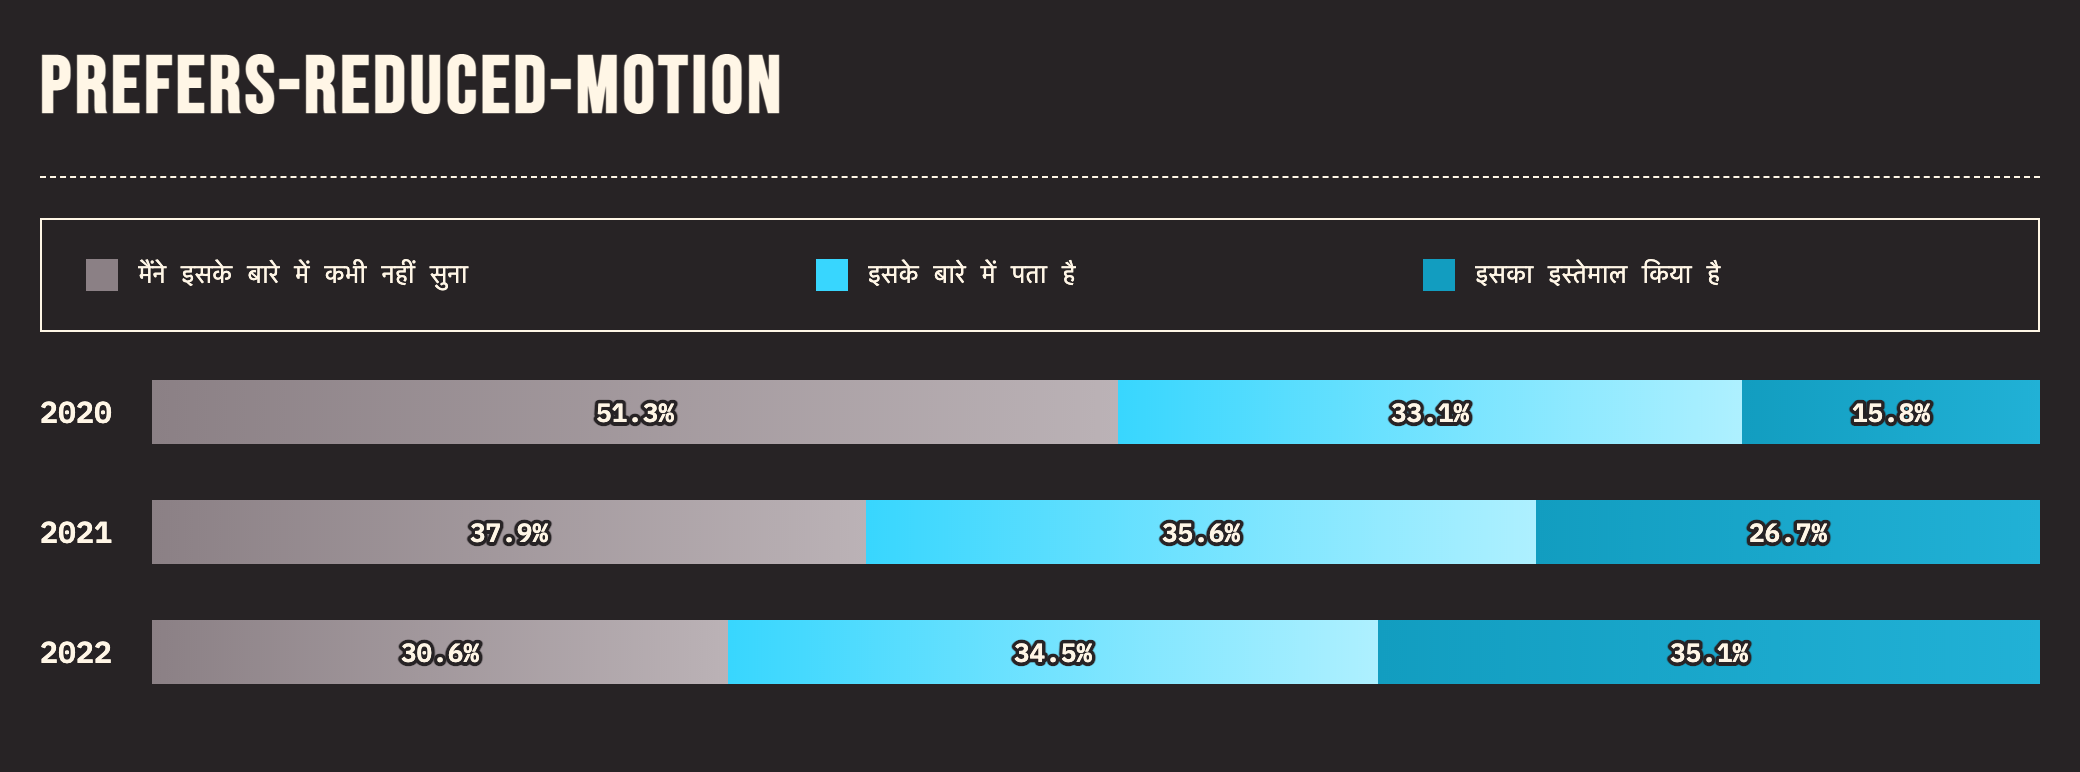 PREFERS-REDUCED-MOTION
मैंने इसके बारे में कभी नहीं सुना इसके बारे में पता है इसका इस्तेमाल किया है
2020 51.3% 33.1% 15.8%
2021 37.9% 35.6% 26.7%
2022 30.6% 34.5% 35.1%